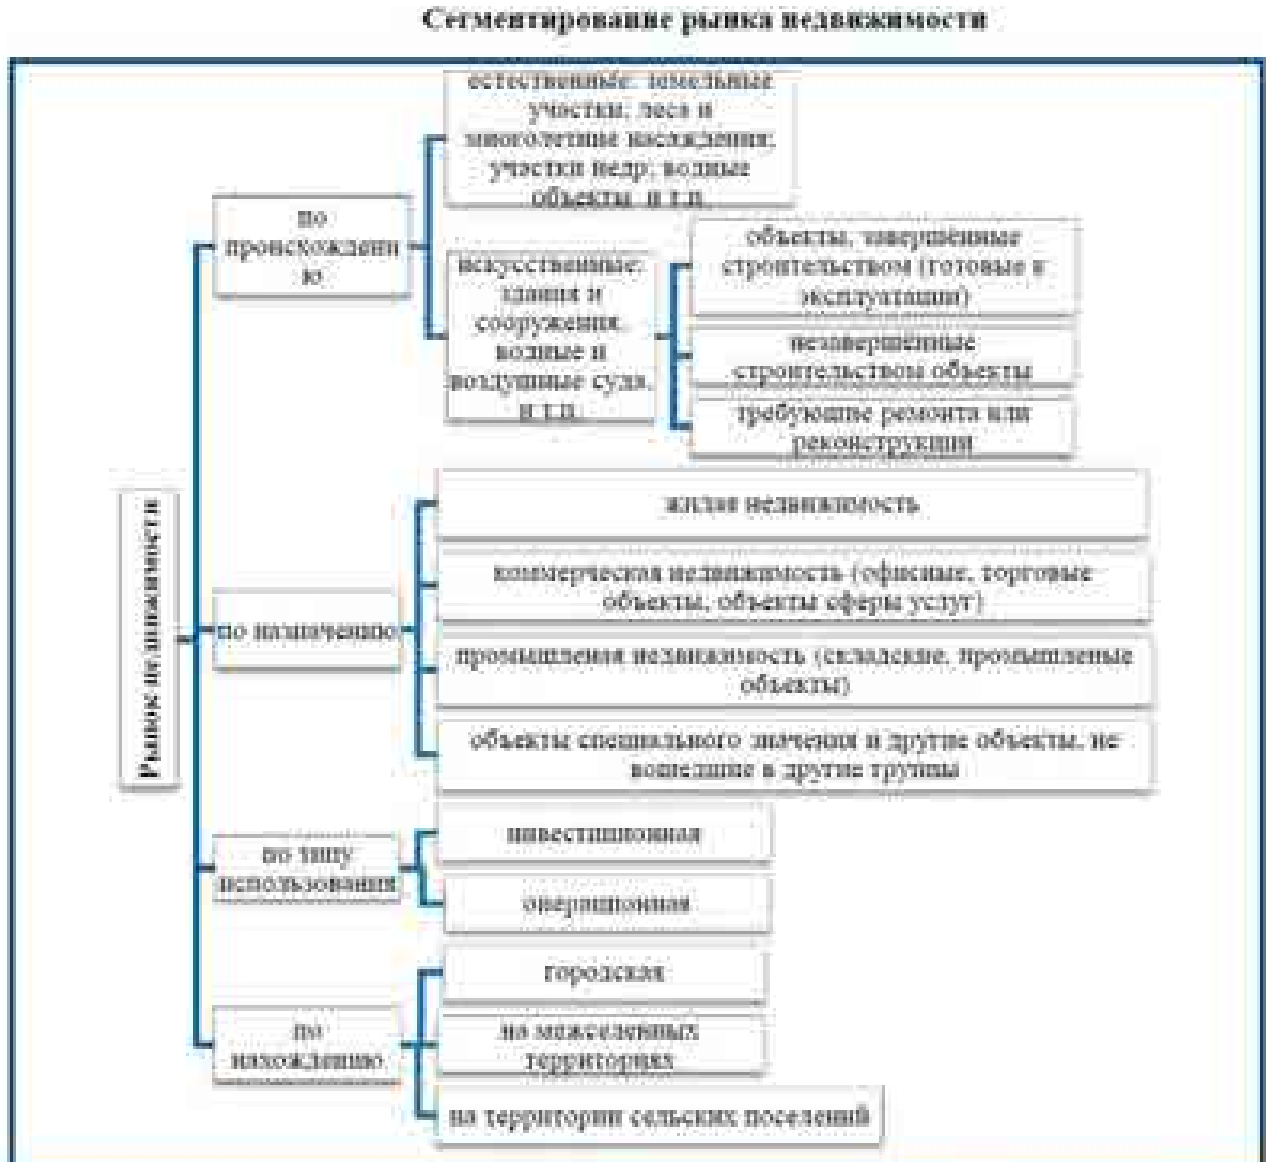 Сегментирование рынка недвижимости
естественные: земельные
участки, леса и
многолетние насаждения;
участки недр, водные
объекты и т.п.
по
происхождени
ю
искусственные:
здания и
сооружения,
водные и
воздушные суда,
и т.п.
объекты, завершённые
строительством (готовые к
эксплуатации)
незавершённые
строительством объекты
требующие ремонта или
реконструкции
Рынок недвижимости
по назначению
жилая недвижимость
коммерческая недвижимость (офисные, торговые
объекты, объекты сферы услуг)
промышленая недвижимость (складские, промышленые
объекты)
объекты специального значения и другие объекты, не
вошедшие в другие группы
по типу
использования
инвестиционная
операционная
по
нахождению
городская
на межселенных
территориях
на территории сельских поселений